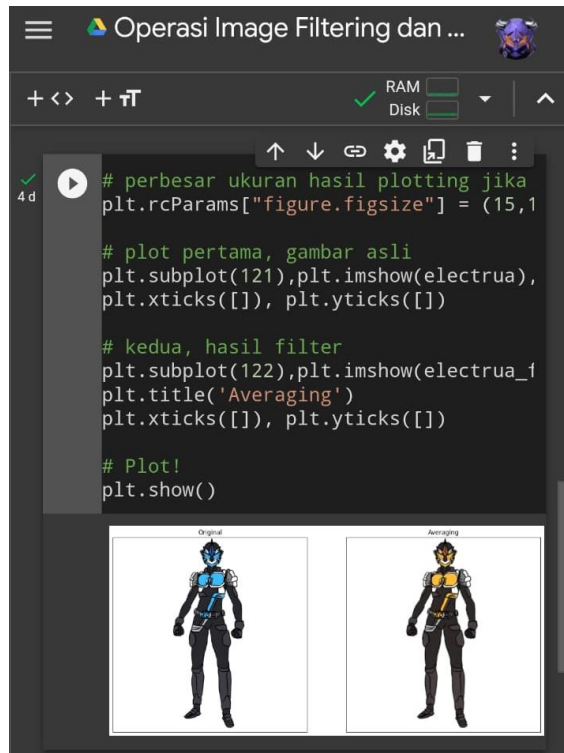 Operasi Image Filtering dan ...
RAM
Disk
4 d
# perbesar ukuran hasil plotting jika
plt.rcParams["figure.figsize"] = (15,1
# plot pertama, gambar asli
plt.subplot(121),plt.imshow(electrua),
plt.xticks([]), plt.yticks([])
# kedua, hasil filter
plt.subplot(122),plt.imshow(electrua_f
plt.title('Averaging')
plt.xticks([]), plt.yticks([])
# Plot!
plt.show()
Original Averaging